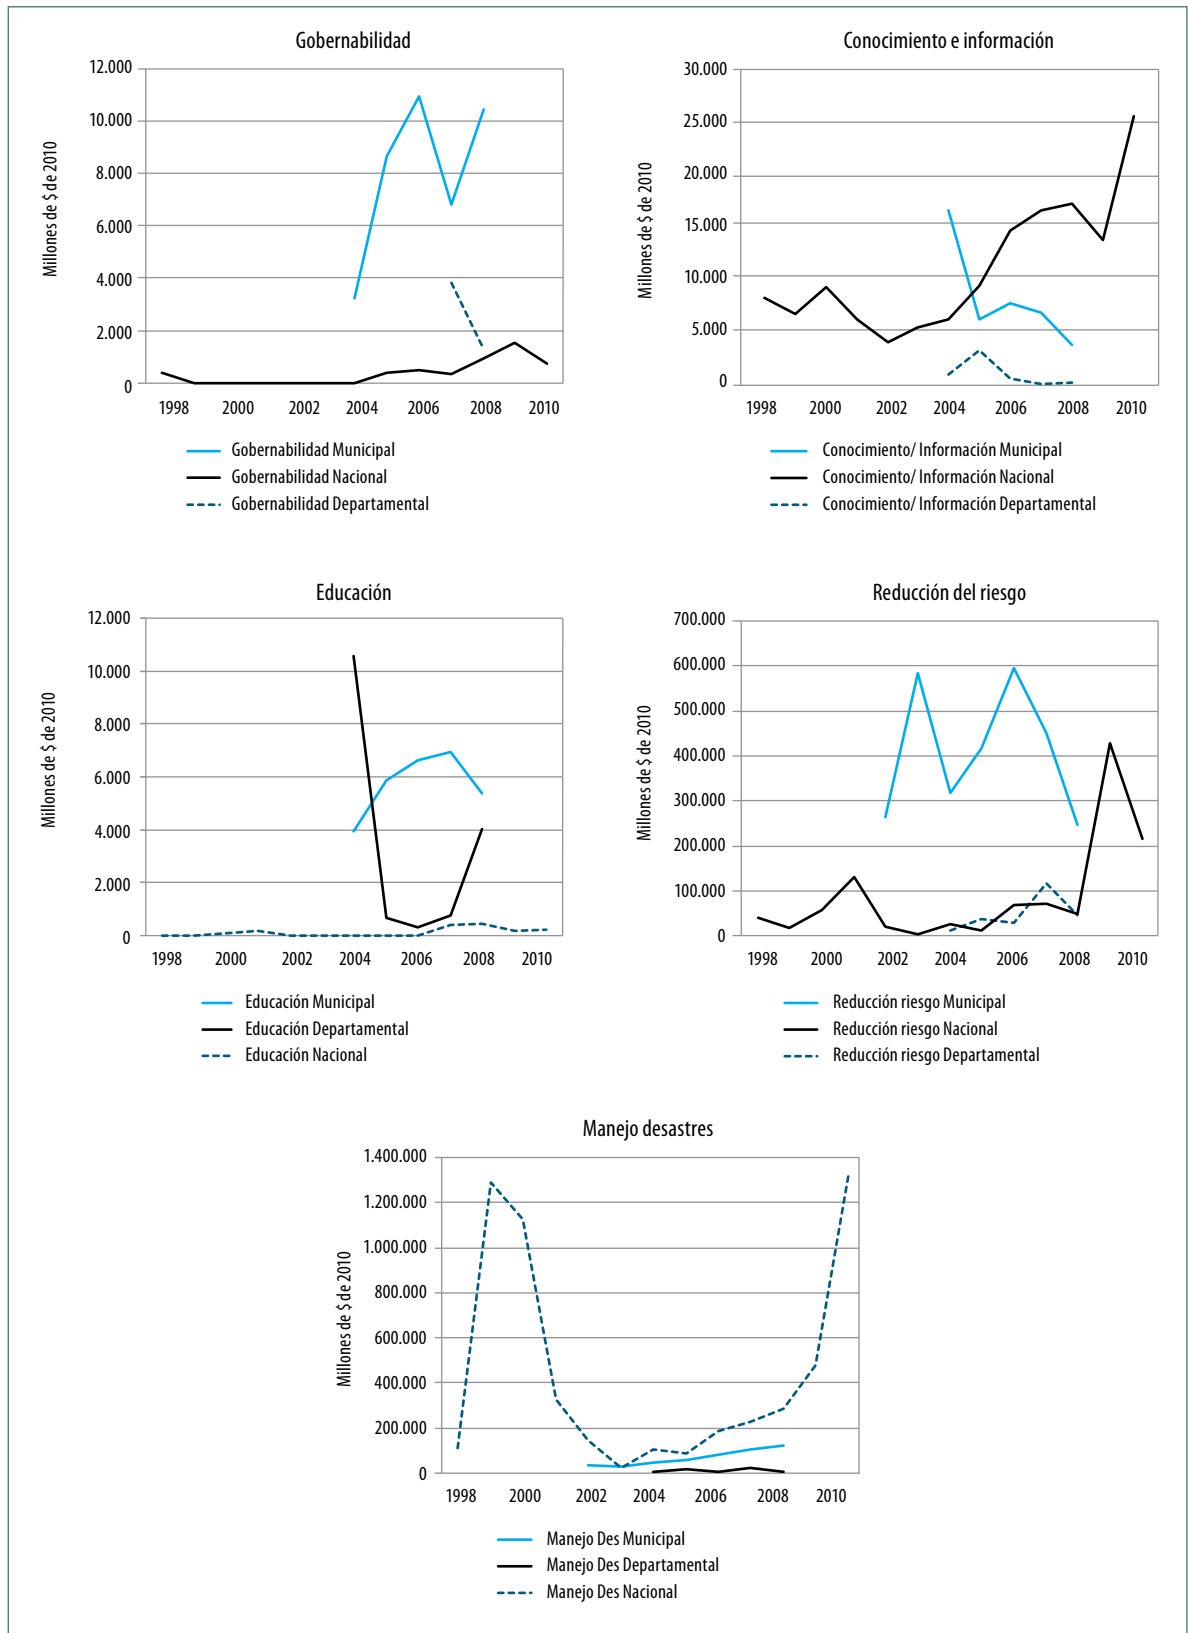 Gobernabilidad
Millones de $ de 2010
12.000
10.000
8.000
6.000
4.000
2.000
0
1998 2000 2002 2004 2006 2008 2010
Gobernabilidad Municipal
Gobernabilidad Nacional
Gobernabilidad Departamental
Conocimiento e información
Millones de $ de 2010
30.000
25.000
20.000
15.000
10.000
5.000
0
1998 2000 2002 2004 2006 2008 2010
Conocimiento/ Información Municipal
Conocimiento/ Información Nacional
Conocimiento/ Información Departamental
Educación
Millones de $ de 2010
12.000
10.000
8.000
6.000
4.000
2.000
0
1998 2000 2002 2004 2006 2008 2010
Educación Municipal
Educación Departamental
Educación Nacional
Reducción del riesgo
Millones de $ de 2010
700.000
600.000
500.000
400.000
300.000
200.000
100.000
0
1998 2000 2002 2004 2006 2008 2010
Reducción riesgo Municipal
Reducción riesgo Nacional
Reducción riesgo Departamental
Manejo desastres
Millones de $ de 2010
1.400.000
1.200.000
1.000.000
800.000
600.000
400.000
200.000
0
1998 2000 2002 2004 2006 2008 2010
Manejo Des Municipal
Manejo Des Departamental
Manejo Des Nacional